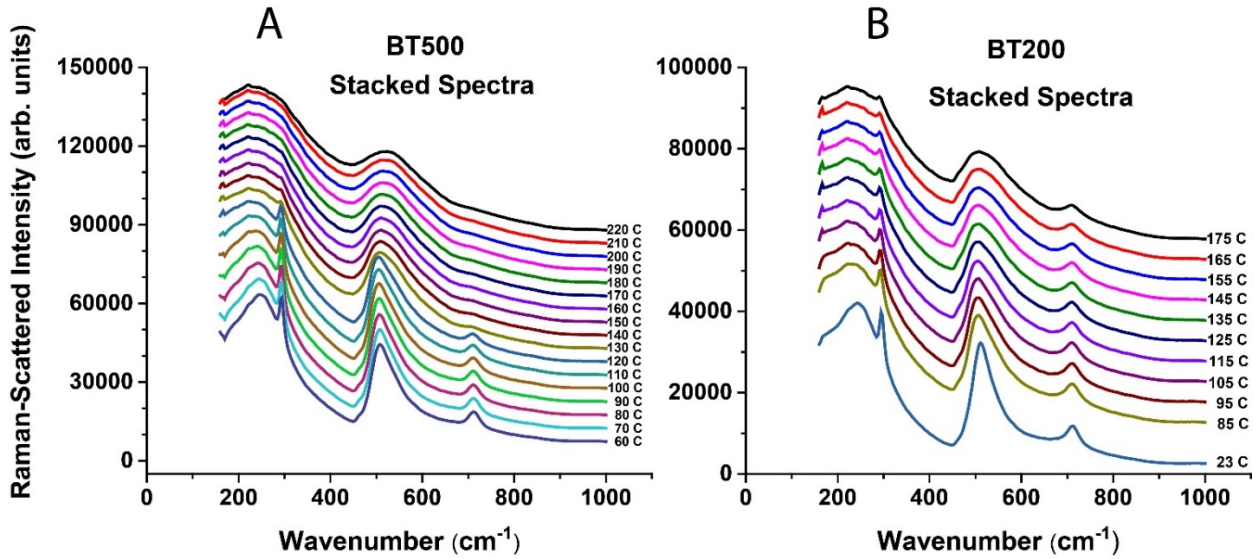 A
BT500
Stacked Spectra
Raman-Scattered Intensity (arb. units)
150000
120000
90000
60000
30000
0
220 C
210 C
200 C
190 C
180 C
170 C
160 C
150 C
140 C
130 C
120 C
110 C
100 C
90 C
80 C
70 C
60 C
0 200 400 600 800 1000
Wavenumber (cm⁻¹)
B
BT200
Stacked Spectra
100000
80000
60000
40000
20000
0
175 C
165 C
155 C
145 C
135 C
125 C
115 C
105 C
95 C
85 C
23 C
0 200 400 600 800 1000
Wavenumber (cm⁻¹)